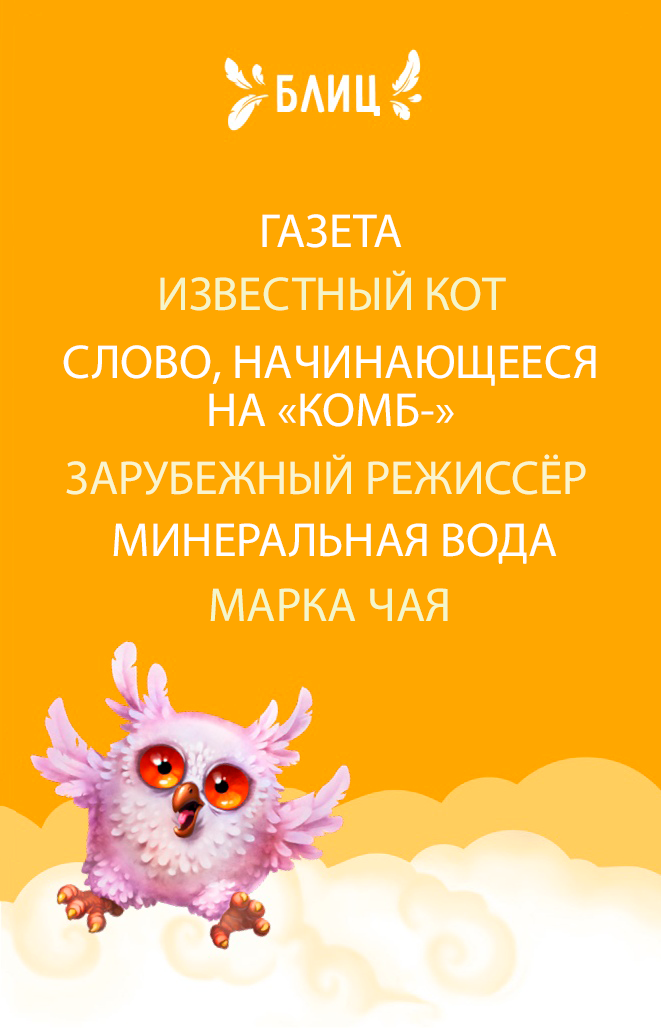 БЛИЦ
ГАЗЕТА
ИЗВЕСТНЫЙ КОТ
СЛОВО, НАЧИНАЮЩЕЕСЯ
НА «КОМБ-»
ЗАРУБЕЖНЫЙ РЕЖИССЁР
МИНЕРАЛЬНАЯ ВОДА
МАРКА ЧАЯ